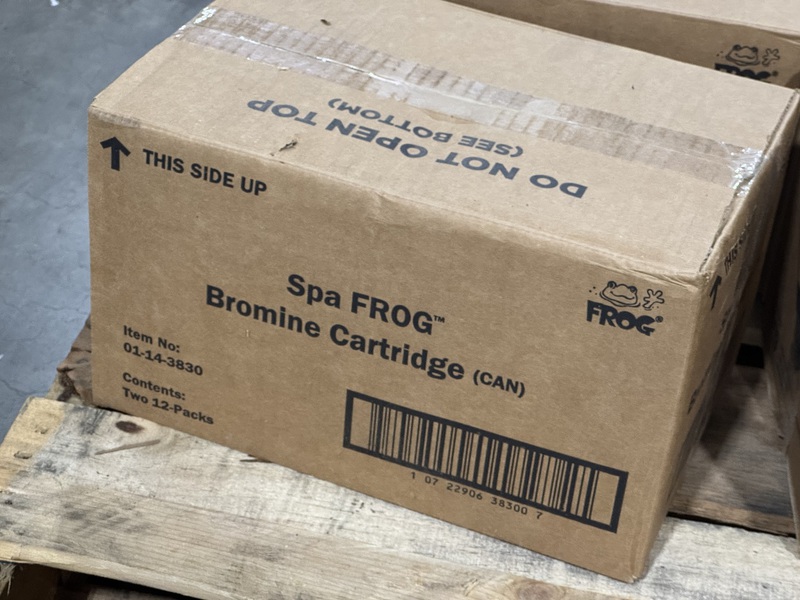 DO NOT OPEN TOP
(SEE BOTTOM)
THIS SIDE UP
FROG®
Spa FROG™
Bromine Cartridge (CAN)
Item No:
01-14-3830
Contents:
Two 12-Packs
1 07 22906 38300 7